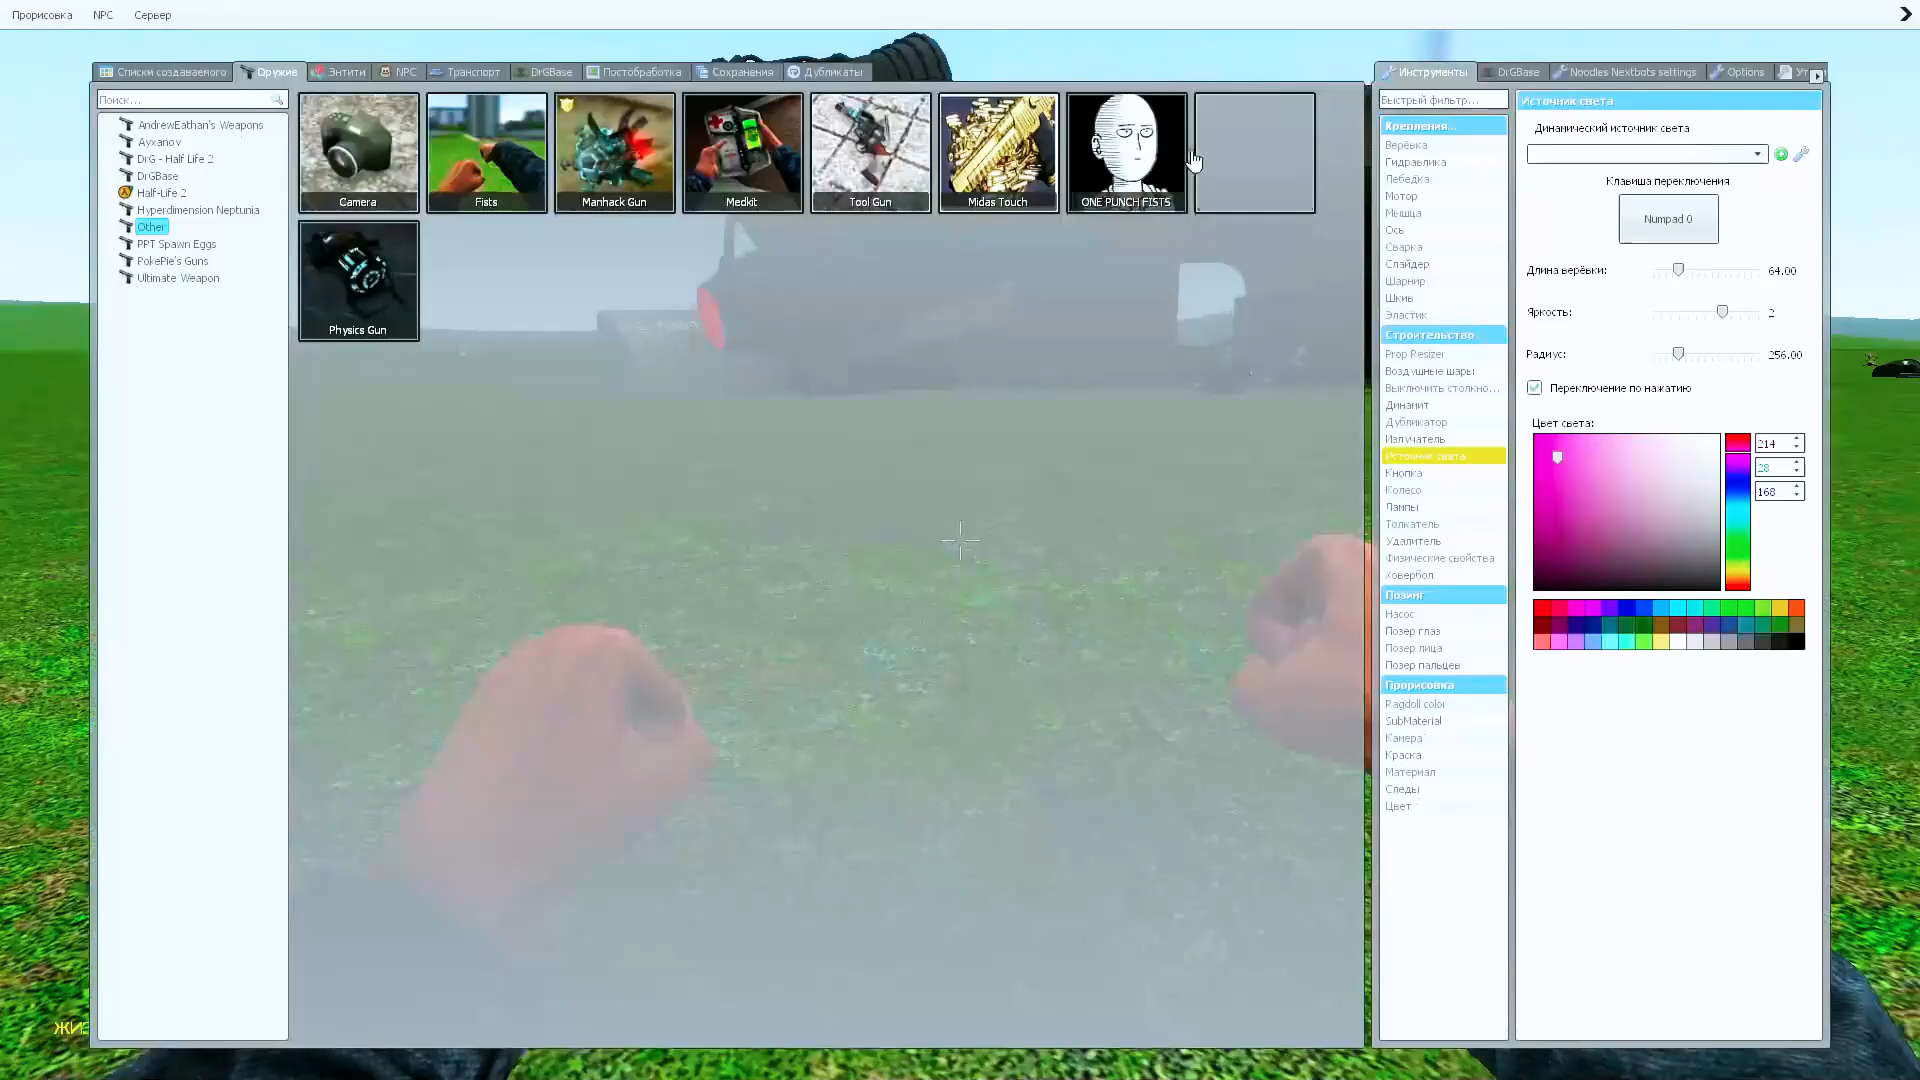 Прорисовка NPC Сервер
Списки создаваемого Оружие Энтити NPC Транспорт DrGBase Постобработка Сохранения Дубликаты
Поиск...
AndrewEathan's Weapons
Avxanov
DrG - Half Life 2
DrGBase
Half-Life 2
Hyperdimension Neptunia
Other
PPT Spawn Eggs
PokePie's Guns
Ultimate Weapon
Camera Fists Manhack Gun Medkit Tool Gun Midas Touch ONE PUNCH FISTS
Physics Gun
Инструменты DrGBase Noodles Nextbots settings Options
Быстрый фильтр...
Крепления...
Верёвка
Гидравлика
Лебедка
Мотор
Мышца
Ось
Сварка
Слайдер
Шарнир
Шкив
Эластик
Строительство
Prop Resizer
Воздушные шары
Выключить столкно...
Динамит
Дубликатор
Излучатель
Источник света
Кнопка
Колесо
Лампы
Толкатель
Удалитель
Физические свойства
Ховербол
Позинг
Насос
Позер глаз
Позер лица
Позер пальцев
Прорисовка
Ragdoll color
SubMaterial
Камера
Краска
Материал
Следы
Цвет
Источник света
Динамический источник света
Клавиша переключения
Numpad 0
Длина верёвки: 64.00
Яркость: 2
Радиус: 256.00
Переключение по нажатию
Цвет света:
214
28
168